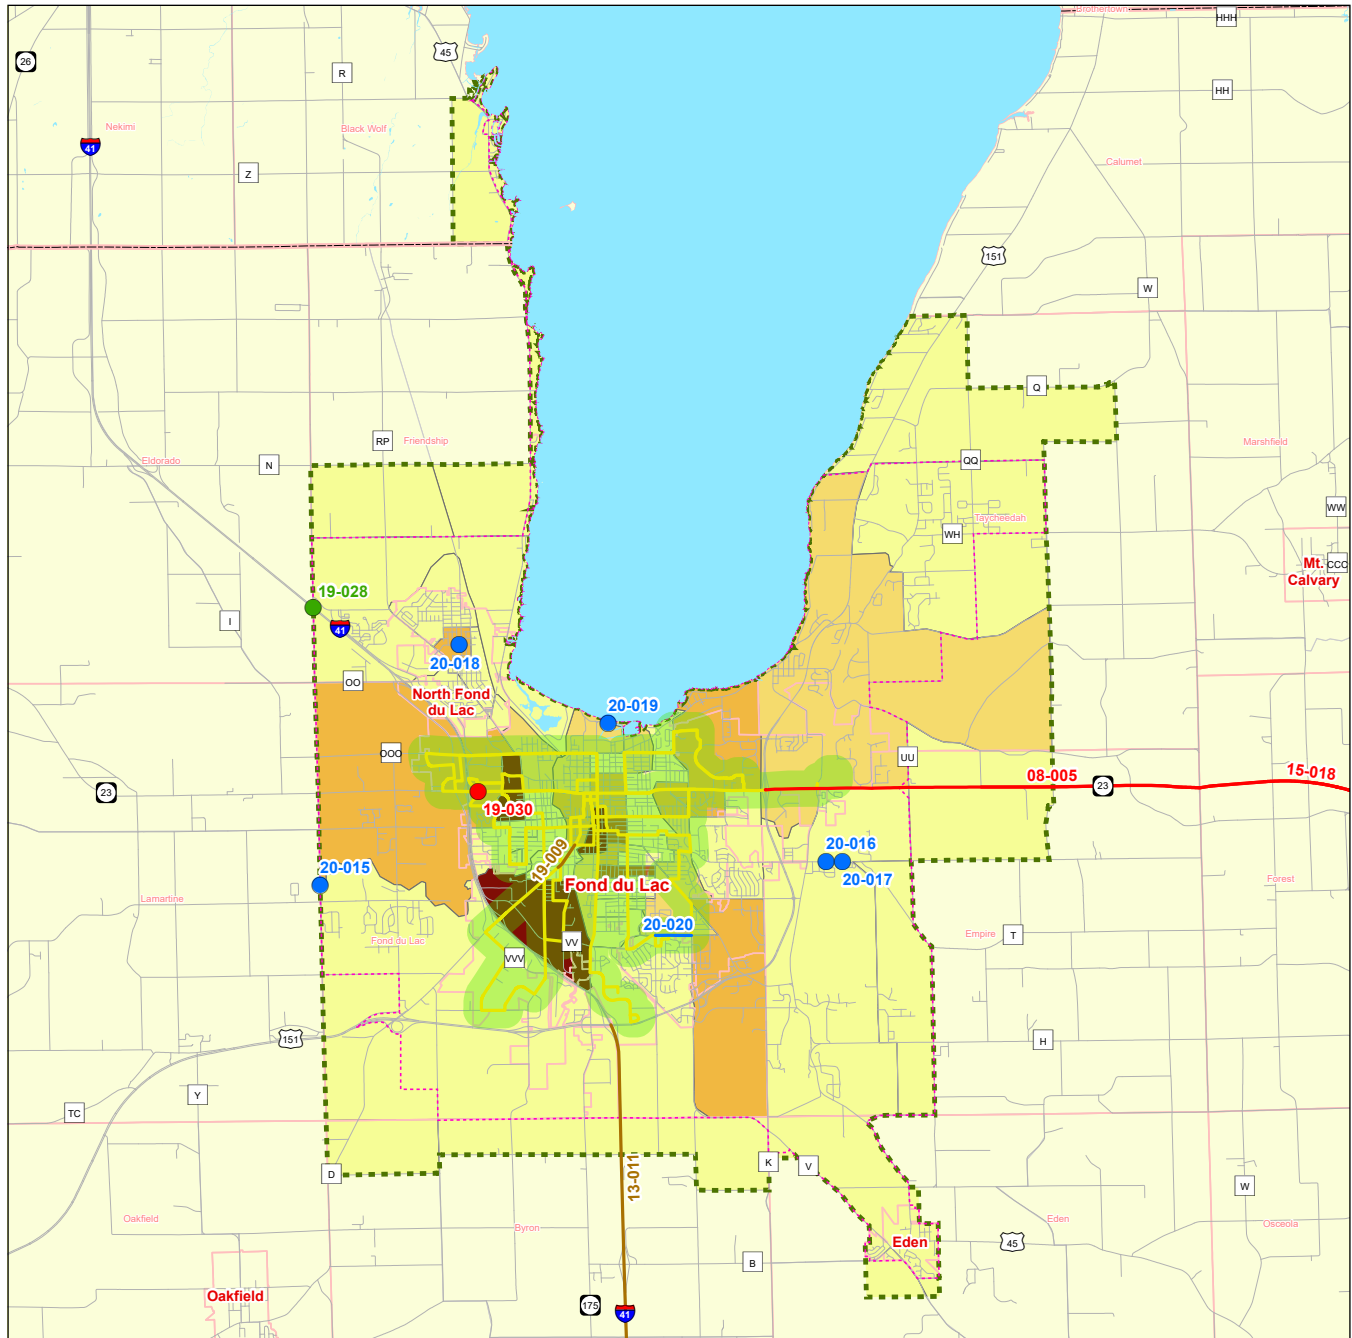 Brothertown
HHH
45
26
R
HH
Nekimi
Black Wolf
41
Calumet
Z
151
W
Q
RP
Friendship
Marshfield
Eldorado
N
QQ
WW
Taycheedah
WH
Mt.
Calvary
CCC
19-028
I
41
20-018
OO
North Fond
du Lac
20-019
OOO
UU
08-005
15-018
23
23
19-030
20-016
19-009
20-015
20-017
Fond du Lac
Forest
Lamartine
20-020
Empire
T
Fond du Lac
VV
VVV
151
H
Y
TC
13-011
K
V
D
W
Oakfield
Byron
Eden
Osceola
Eden
45
B
Oakfield
175
41